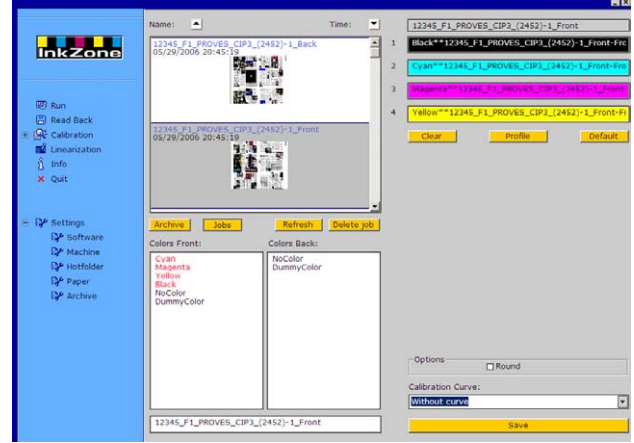 InkZone
Run
Read Back
Calibration
Linearization
Info
Quit
Settings
Software
Machine
Hotfolder
Paper
Archive
Name:
Time:
12345_F1_PROVES_CIP3_(2452)-1_Back
05/29/2006 20:45:19
12345_F1_PROVES_CIP3_(2452)-1_Front
05/29/2006 20:45:19
Archive
Jobs
Refresh
Delete job
Colors Front:
Cyan
Magenta
Yellow
Black
NoColor
DummyColor
Colors Back:
NoColor
DummyColor
12345_F1_PROVES_CIP3_(2452)-1_Front
12345_F1_PROVES_CIP3_(2452)-1_Front
1 Black**12345_F1_PROVES_CIP3_(2452)-1_Front-Fro
2 Cyan**12345_F1_PROVES_CIP3_(2452)-1_Front-Fron
3 Magenta**12345_F1_PROVES_CIP3_(2452)-1_Front-
4 Yellow**12345_F1_PROVES_CIP3_(2452)-1_Front-Fr
Clear
Profile
Default
Options
Round
Calibration Curve:
Without curve
Save